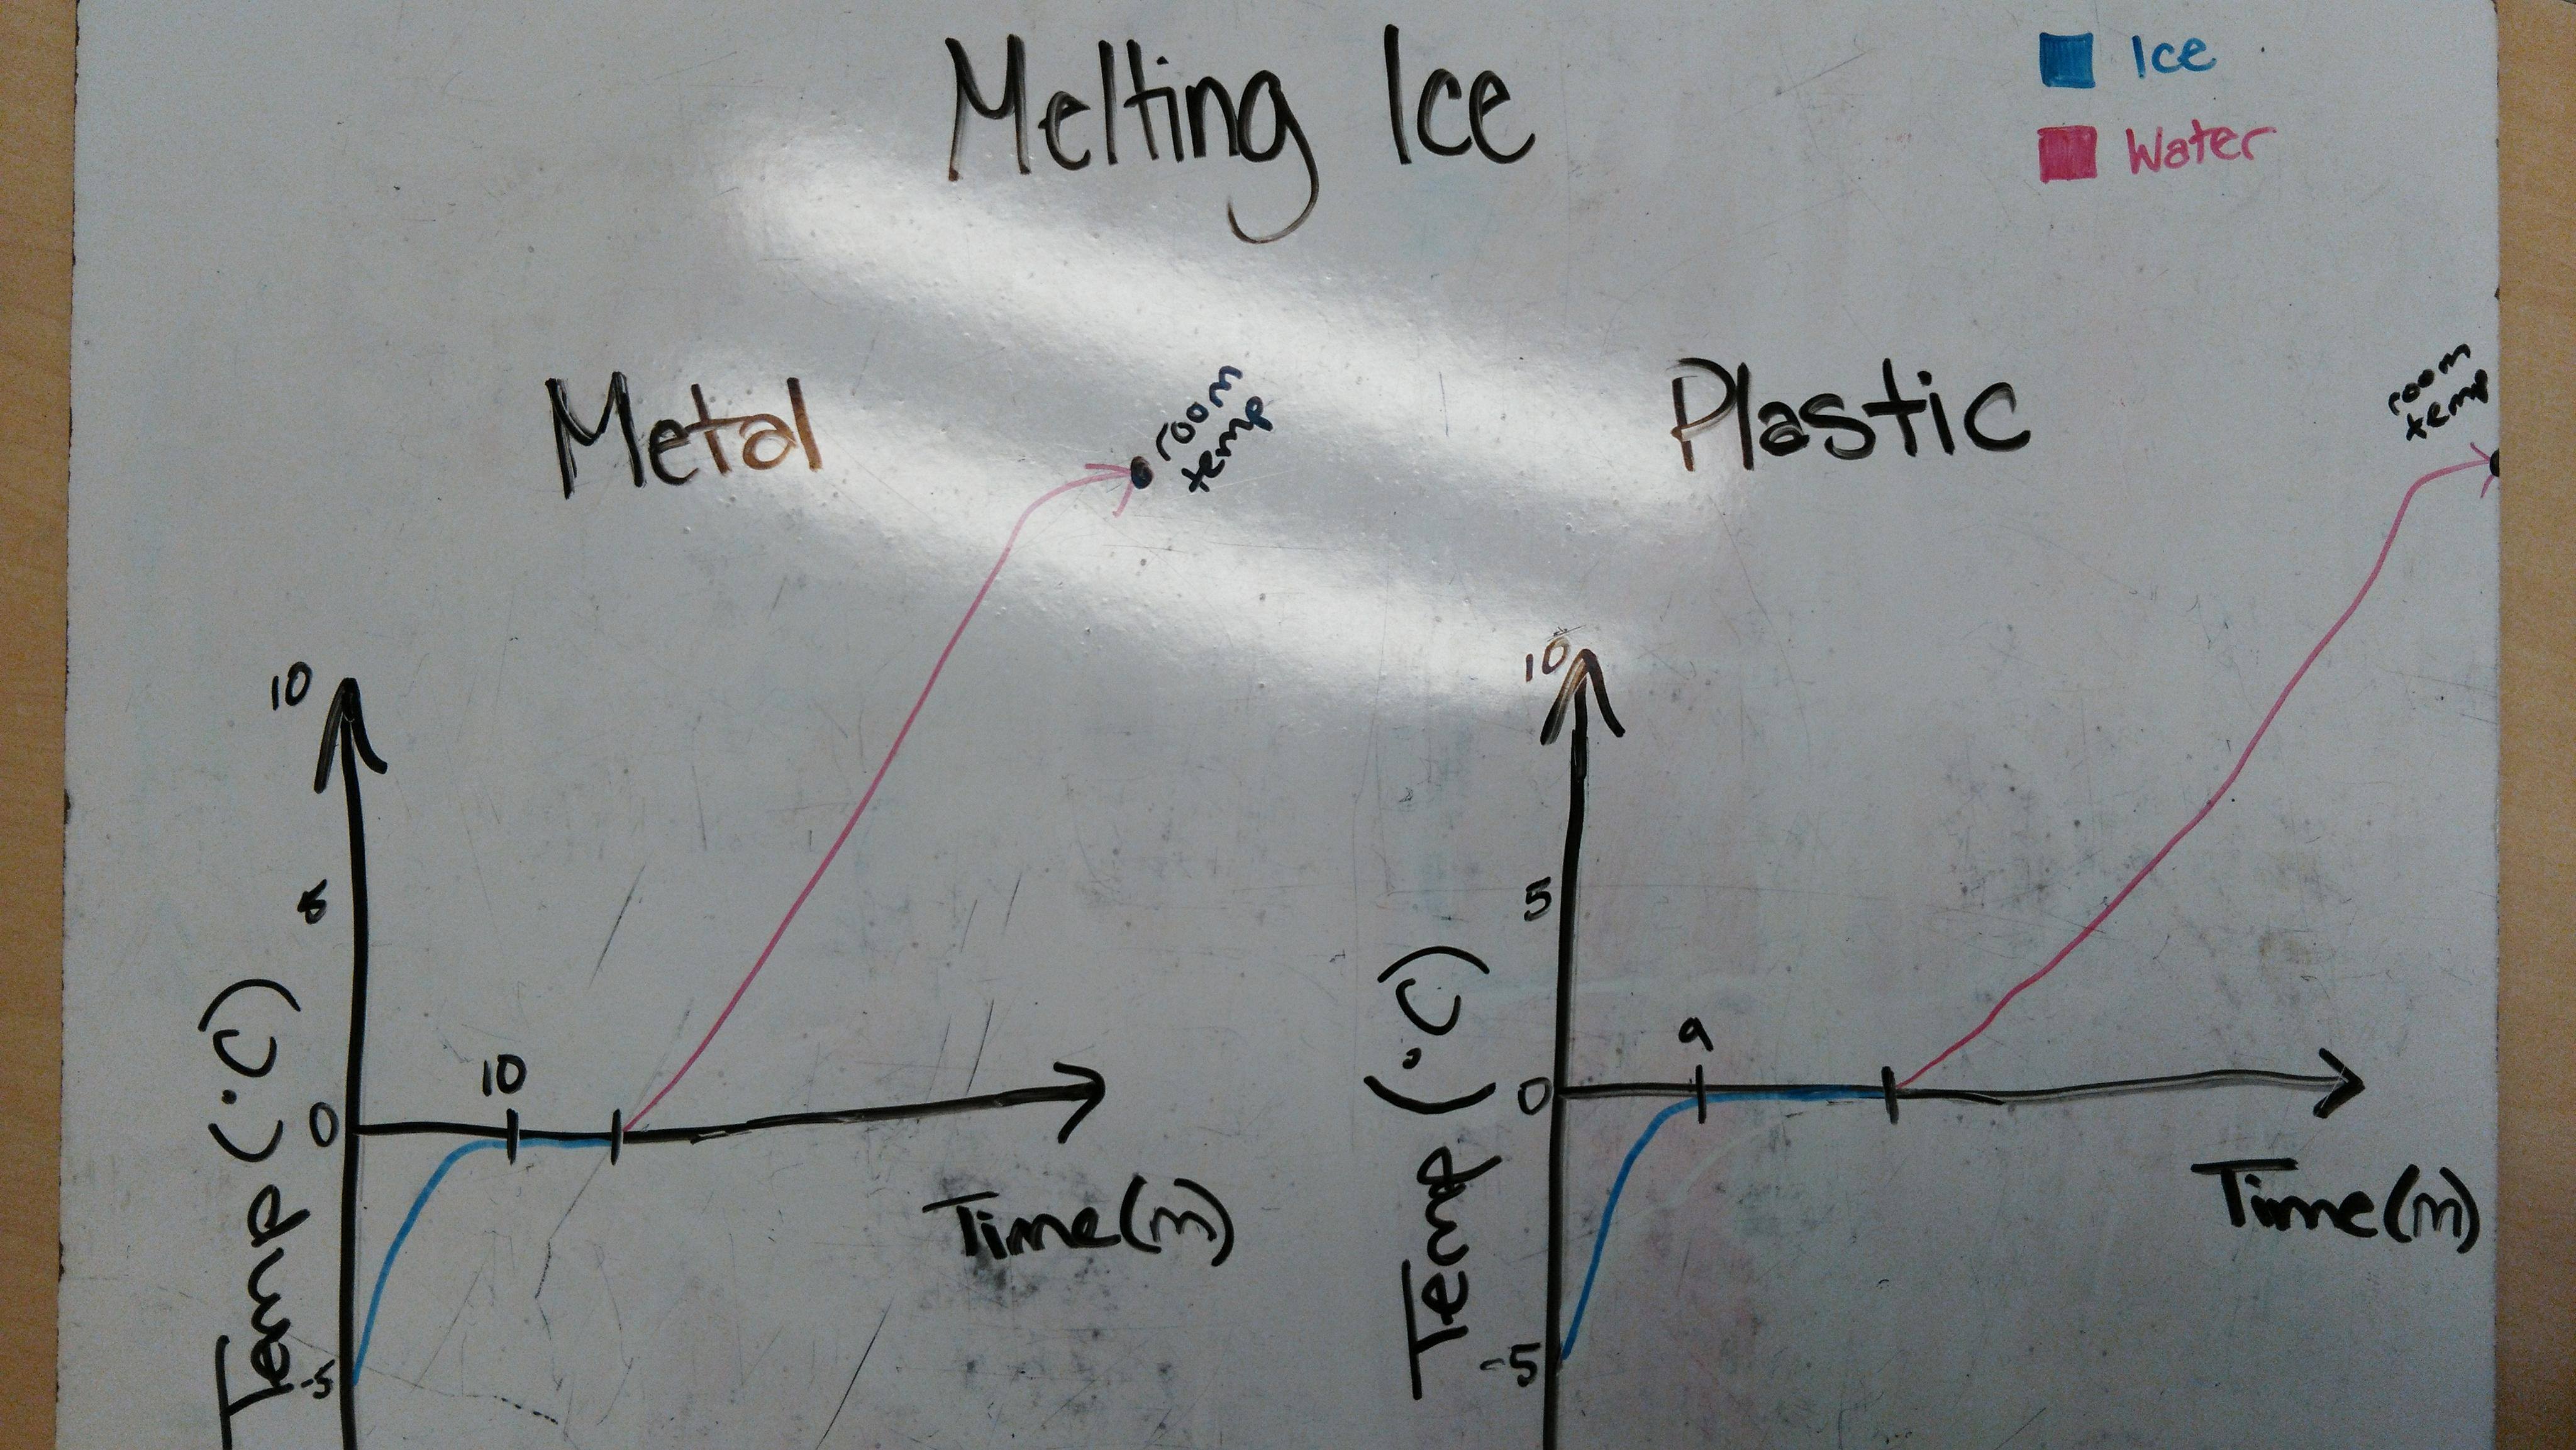 Melting Ice
Ice
Water
Metal
room
temp
10
5
0
-5
10
Temp (°C)
Time (m)
Plastic
room
temp
10
5
0
-5
9
Temp (°C)
Time (m)